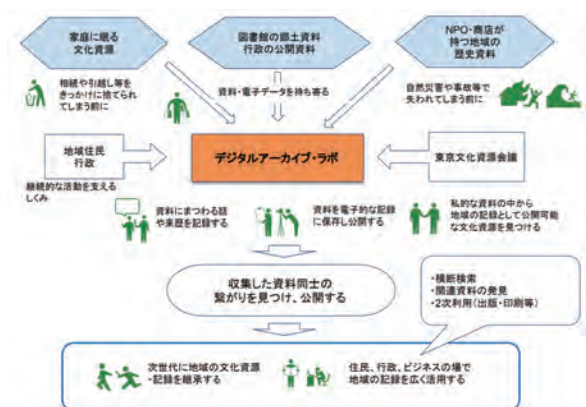 家庭に眠る
文化資源
図書館の郷土資料
行政の公開資料
NPO・商店が
持つ地域の
歴史資料
相続や引越し等を
きっかけに捨てられ
てしまう前に
資料・電子データを持ち寄る
自然災害や事故等で
失われてしまう前に
地域住民
行政
デジタルアーカイブ・ラボ
東京文化資源会議
継続的な活動を支える
しくみ
資料にまつわる話
や来歴を記録する
資料を電子的な記録
に保存し公開する
私的な資料の中から
地域の記録として公開可能
な文化資源を見つける
収集した資料同士の
繋がりを見つけ、公開する
・横断検索
・関連資料の発見
・2次利用(出版・印刷等)
次世代に地域の文化資源
・記録を継承する
住民、行政、ビジネスの場で
地域の記録を広く活用する